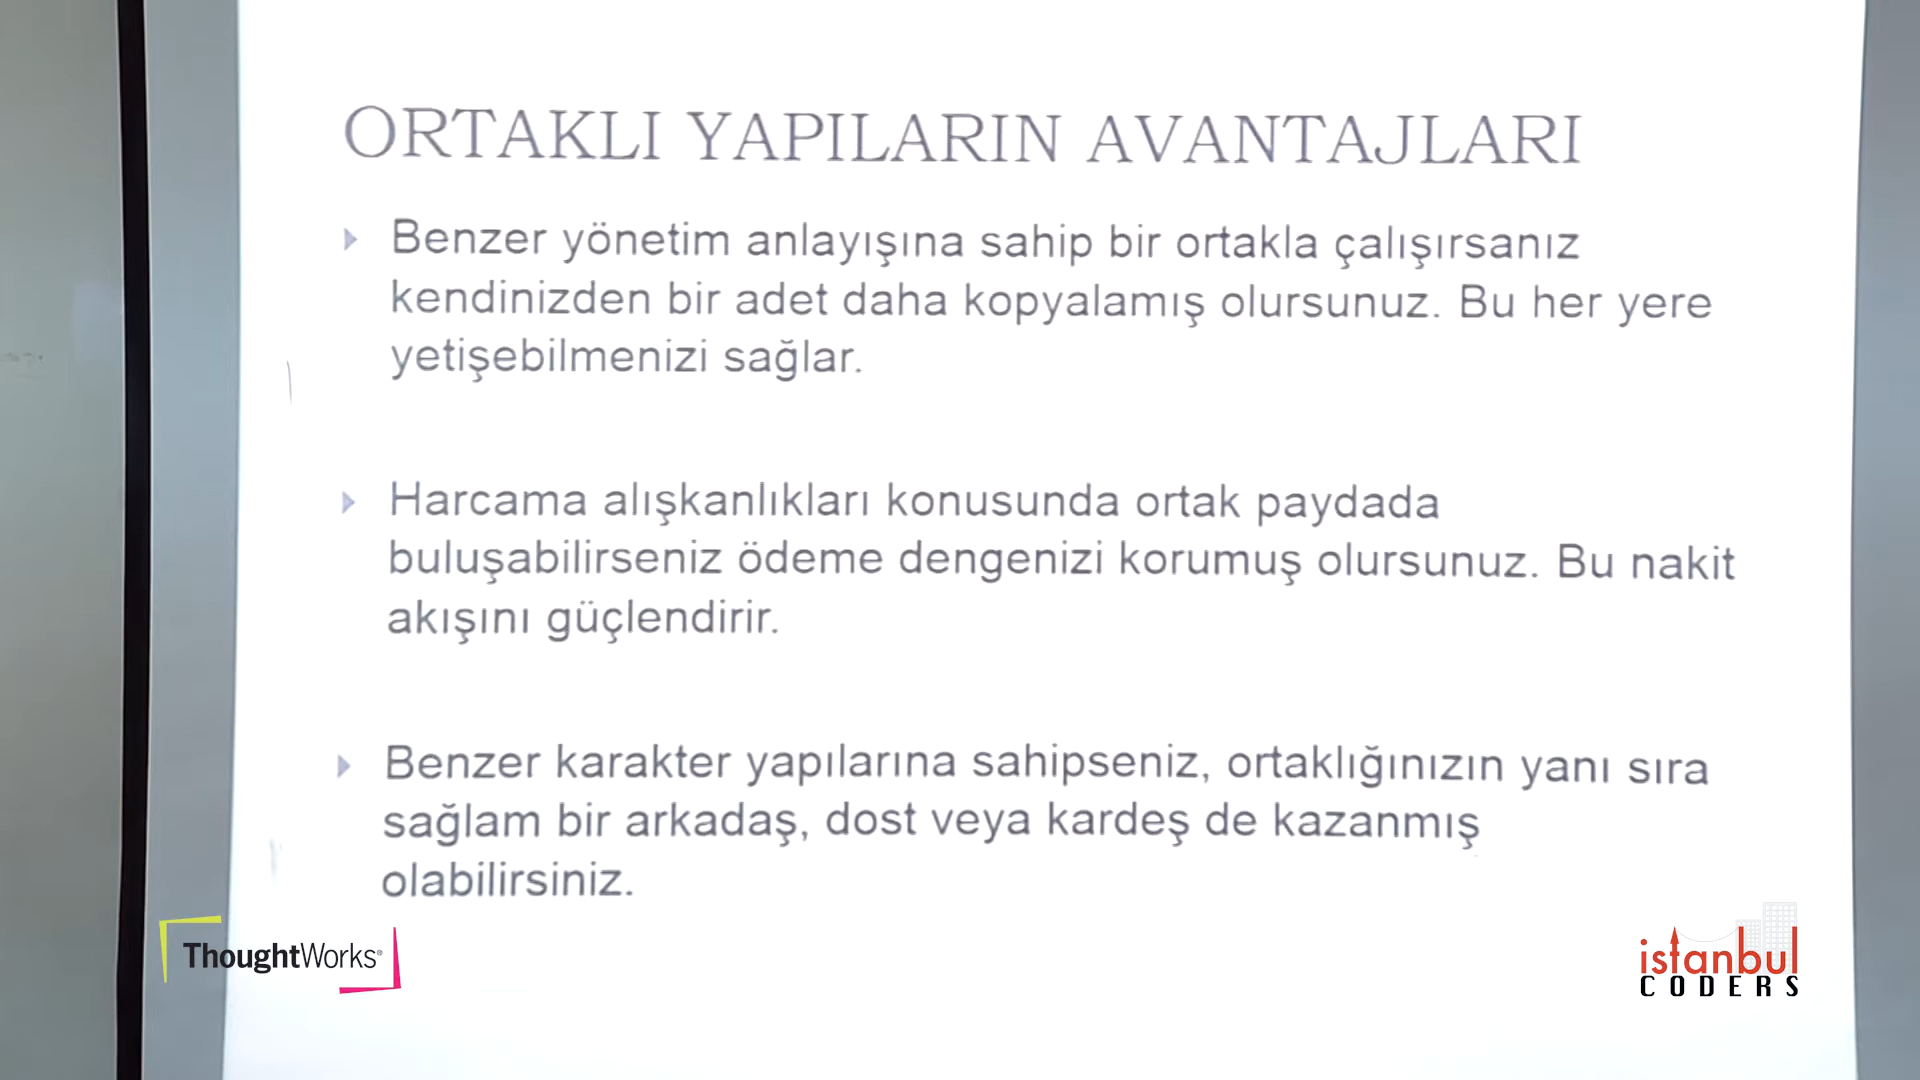 ORTAKLI YAPILARIN AVANTAJLARI
Benzer yönetim anlayışına sahip bir ortakla çalışırsanız
kendinizden bir adet daha kopyalamış olursunuz. Bu her yere
yetişebilmenizi sağlar.
Harcama alışkanlıkları konusunda ortak paydada
buluşabilirseniz ödeme dengenizi korumuş olursunuz. Bu nakit
akışını güçlendirir.
Benzer karakter yapılarına sahipseniz, ortaklığınızın yanı sıra
sağlam bir arkadaş, dost veya kardeş de kazanmış
olabilirsiniz.
ThoughtWorks®
istanbul
CODERS